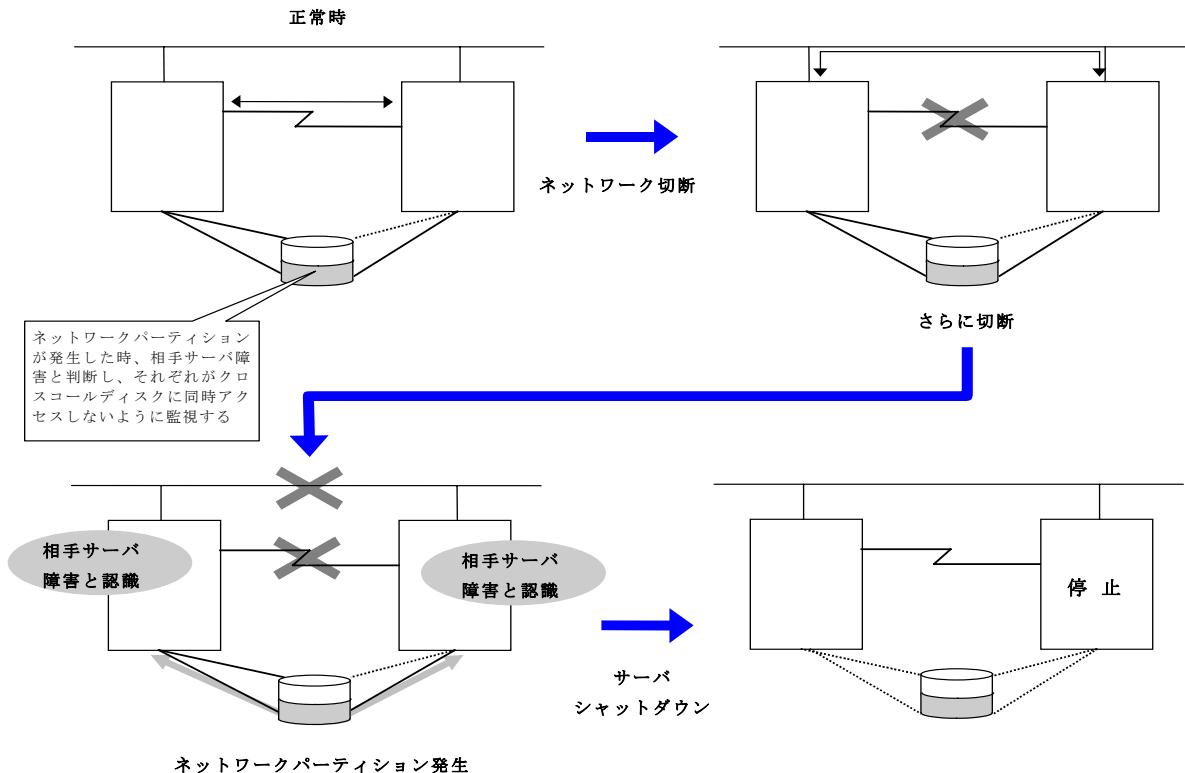 正常時
ネットワーク切断
ネットワークパーティション
が発生した時、相手サーバ障
害と判断し、それぞれがクロ
スコールディスクに同時アク
セスしないように監視する
さらに切断
相手サーバ
障害と認識
相手サーバ
障害と認識
停 止
サーバ
シャットダウン
ネットワークパーティション発生